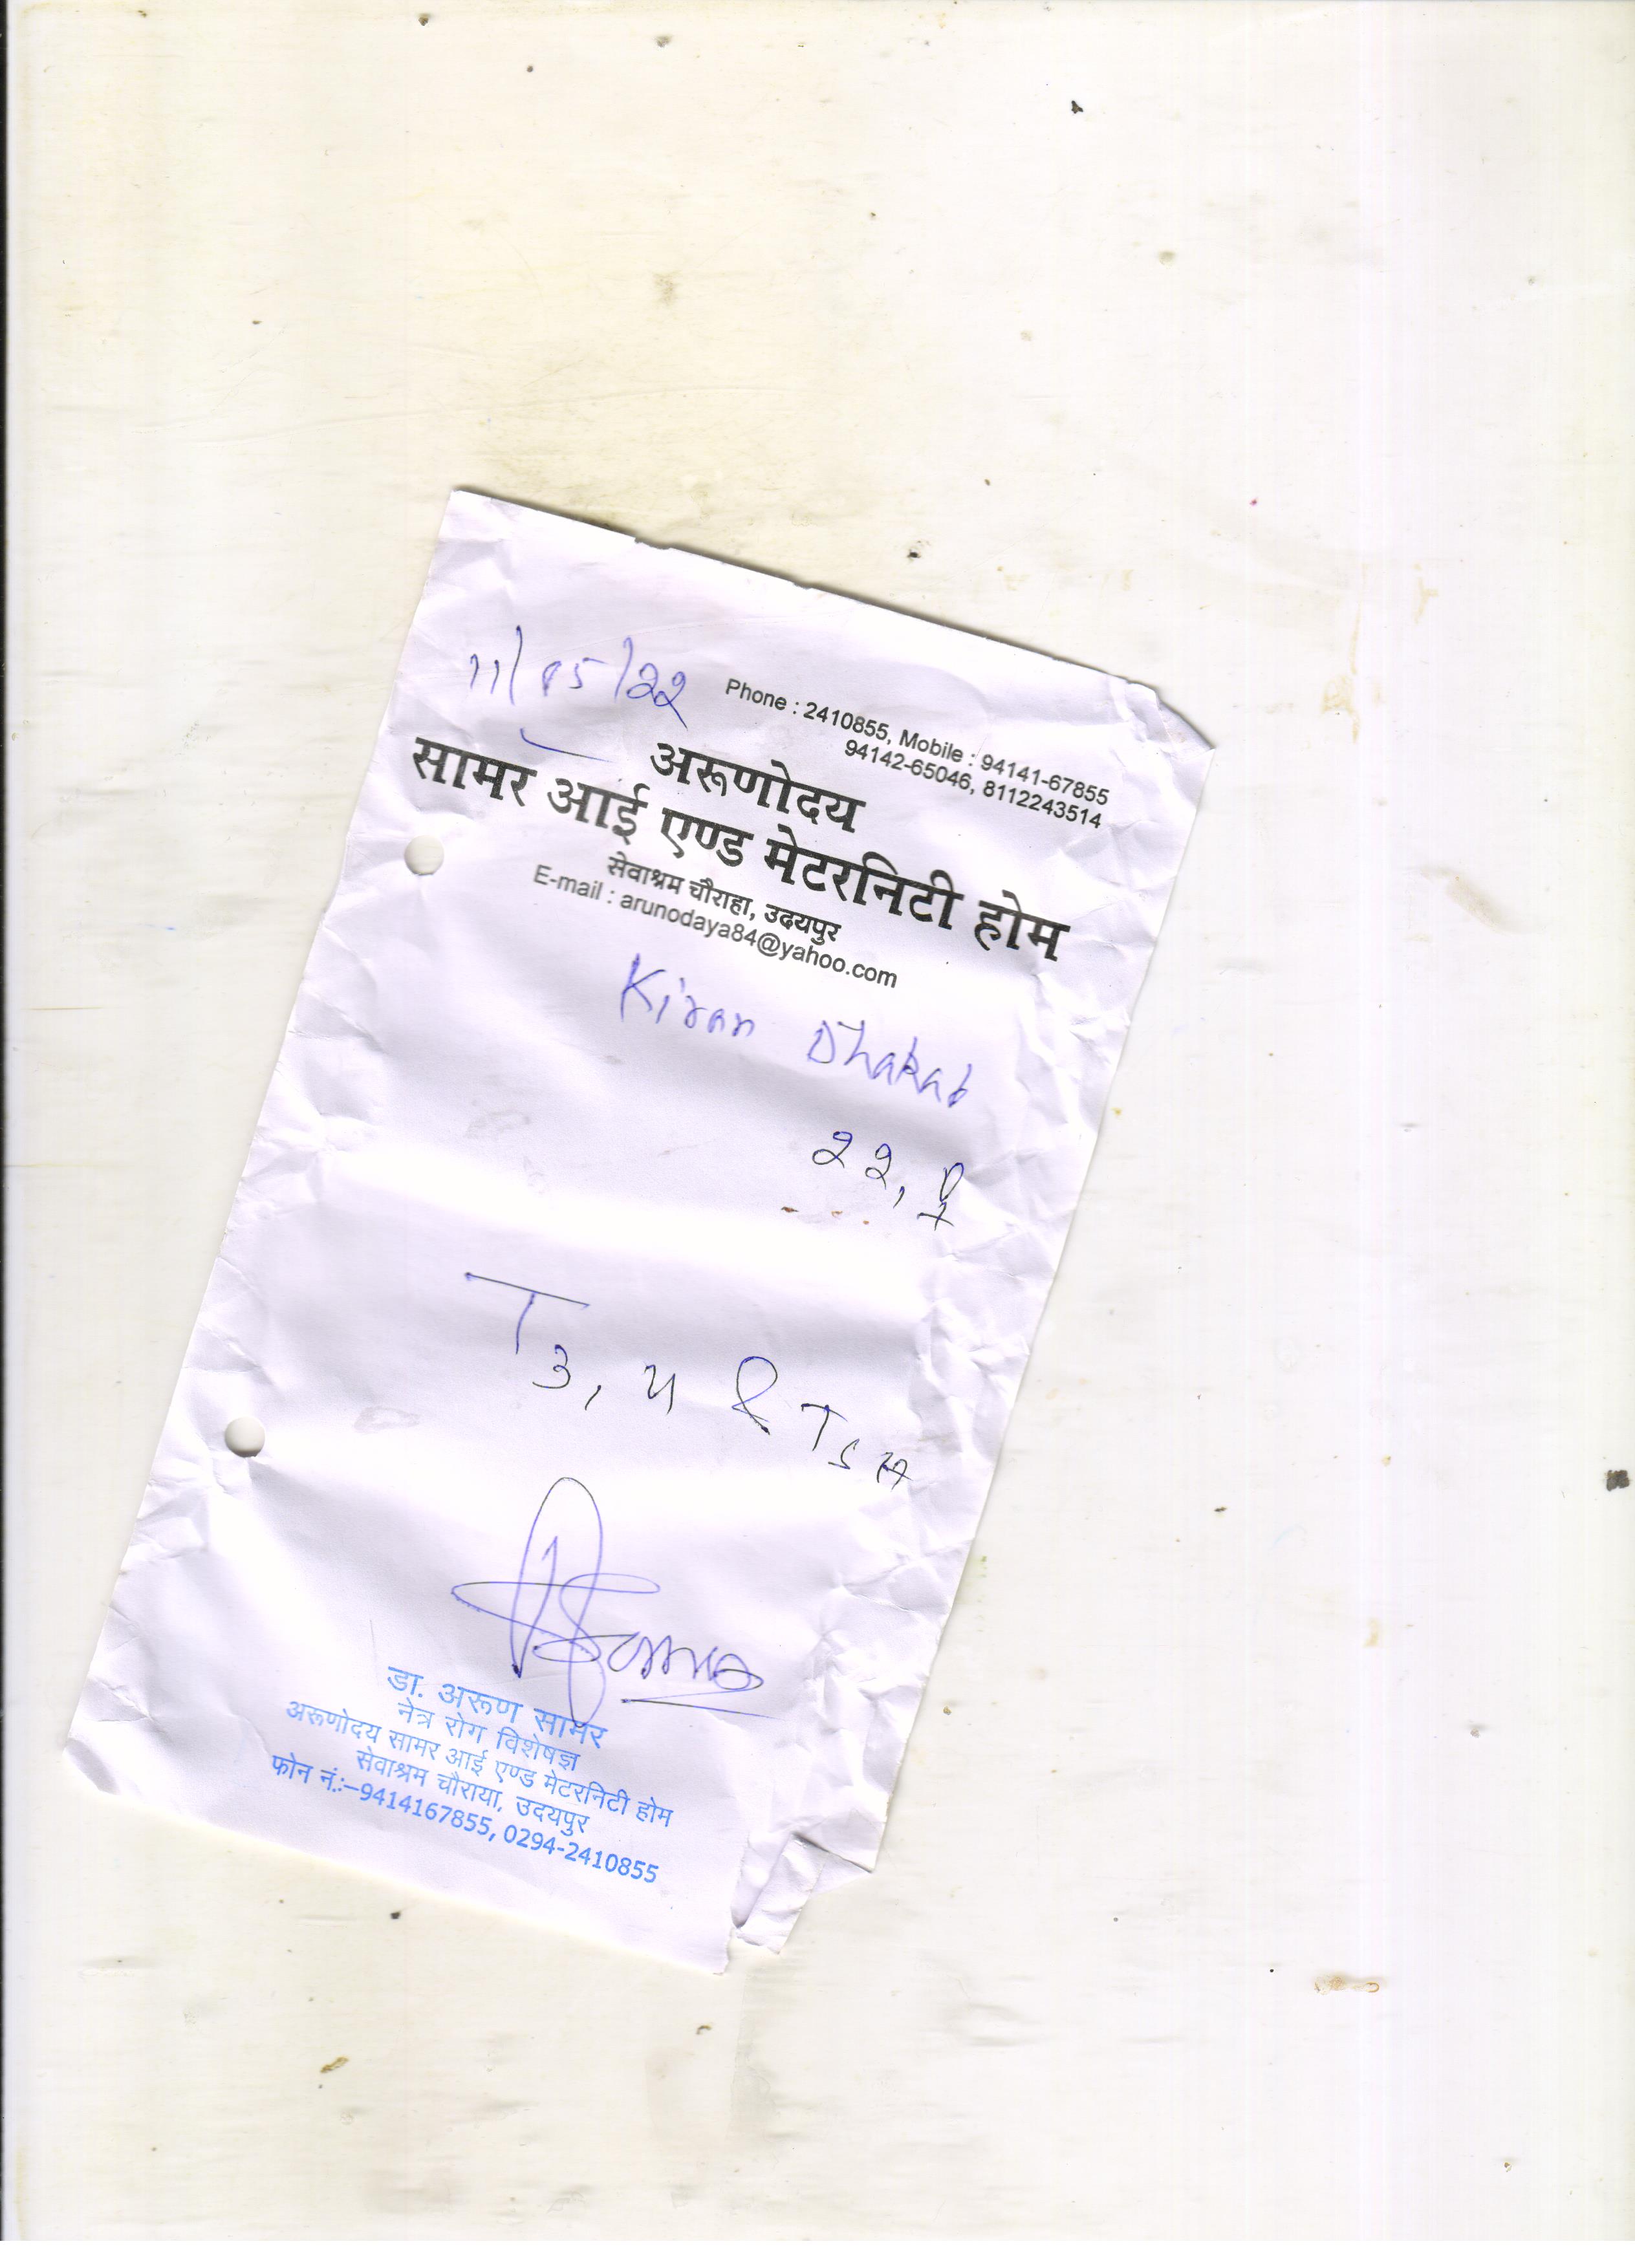 11/05/22
Phone : 2410855, Mobile : 94141-67855
94142-65046, 8112243514
अरूणोदय
सामर आई एण्ड मेटरनिटी होम
सेवाश्रम चौराहा, उदयपुर
E-mail : arunodaya84@yahoo.com
Kiran Dhakad
22, ♀
T3, 4 & TSH
डा. अरूण सामर
नेत्र रोग विशेषज्ञ
अरूणोदय सामर आई एण्ड मेटरनिटी होम
सेवाश्रम चौराया, उदयपुर
फोन नं.:–9414167855, 0294-2410855